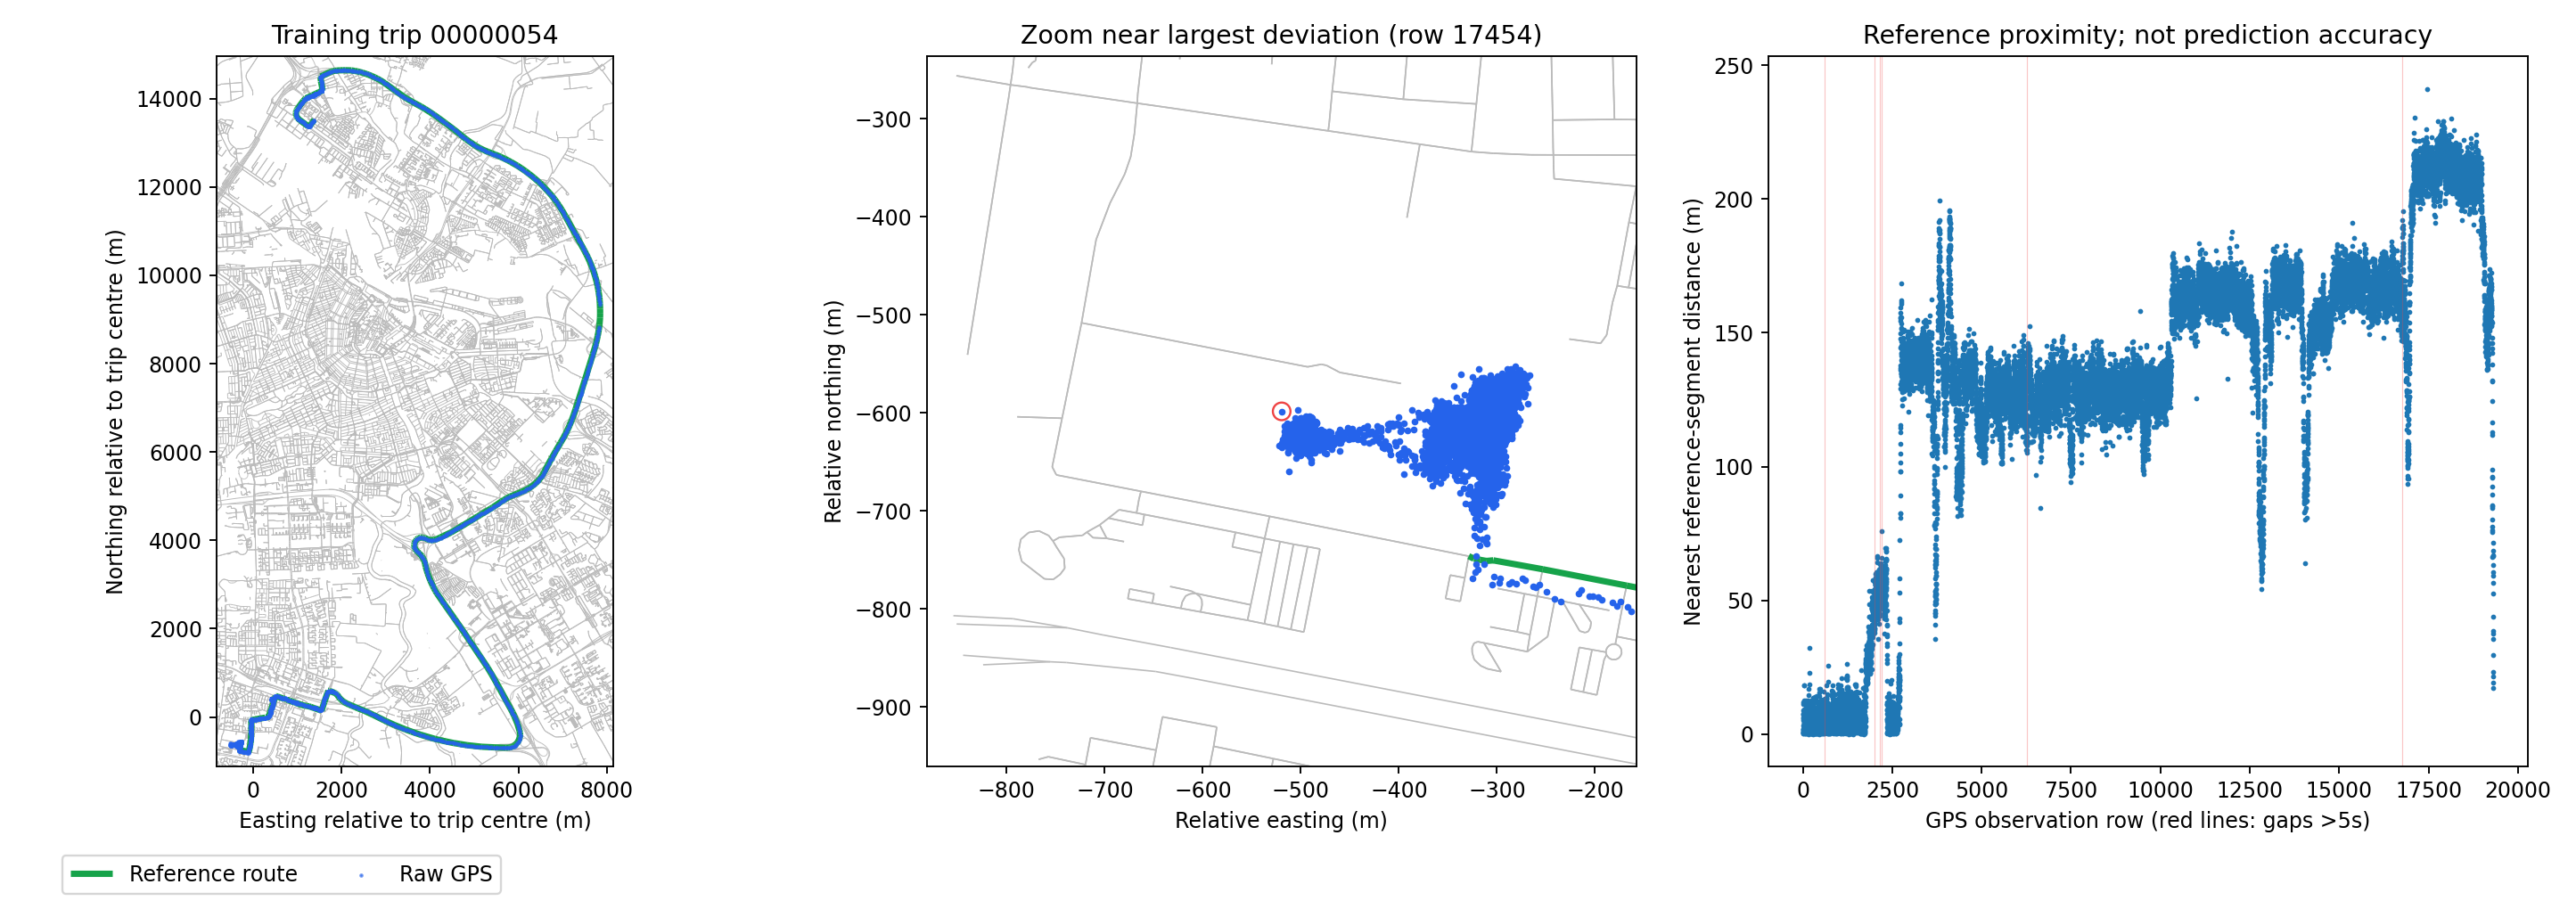 Training trip 00000054
14000
12000
10000
8000
6000
4000
2000
0
Northing relative to trip centre (m)
0 2000 4000 6000 8000
Easting relative to trip centre (m)
Reference route Raw GPS
Zoom near largest deviation (row 17454)
−300
−400
−500
−600
−700
−800
−900
Relative northing (m)
−800 −700 −600 −500 −400 −300 −200
Relative easting (m)
Reference proximity; not prediction accuracy
250
200
150
100
50
0
Nearest reference-segment distance (m)
0 2500 5000 7500 10000 12500 15000 17500 20000
GPS observation row (red lines: gaps >5s)